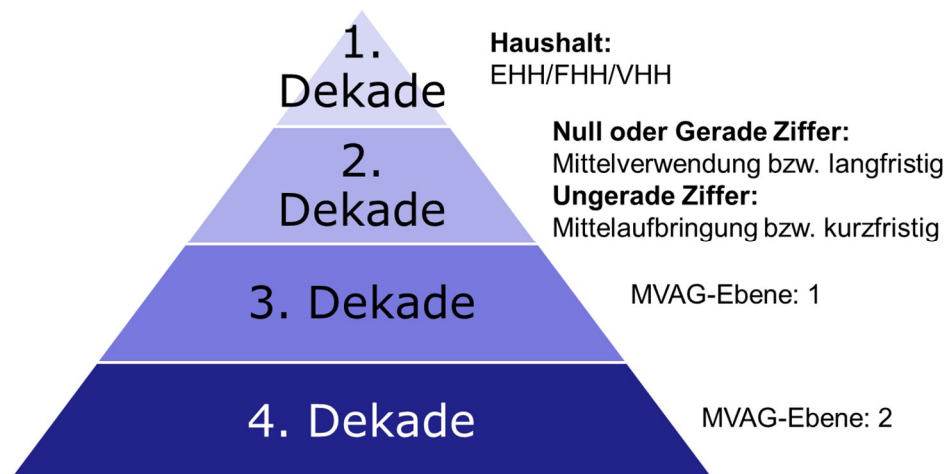 1.
Dekade
Haushalt:
EHH/FHH/VHH
2.
Dekade
Null oder Gerade Ziffer:
Mittelverwendung bzw. langfristig
Ungerade Ziffer:
Mittelaufbringung bzw. kurzfristig
3. Dekade
MVAG-Ebene: 1
4. Dekade
MVAG-Ebene: 2